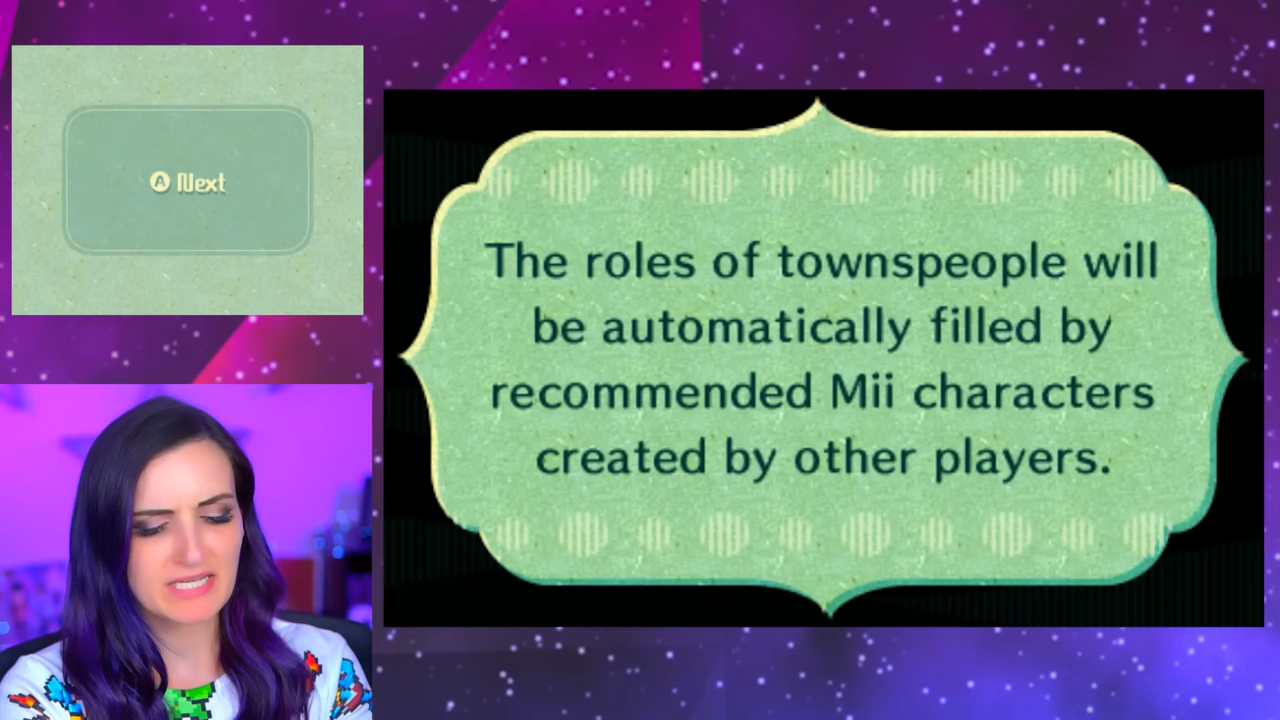 A Next
The roles of townspeople will
be automatically filled by
recommended Mii characters
created by other players.